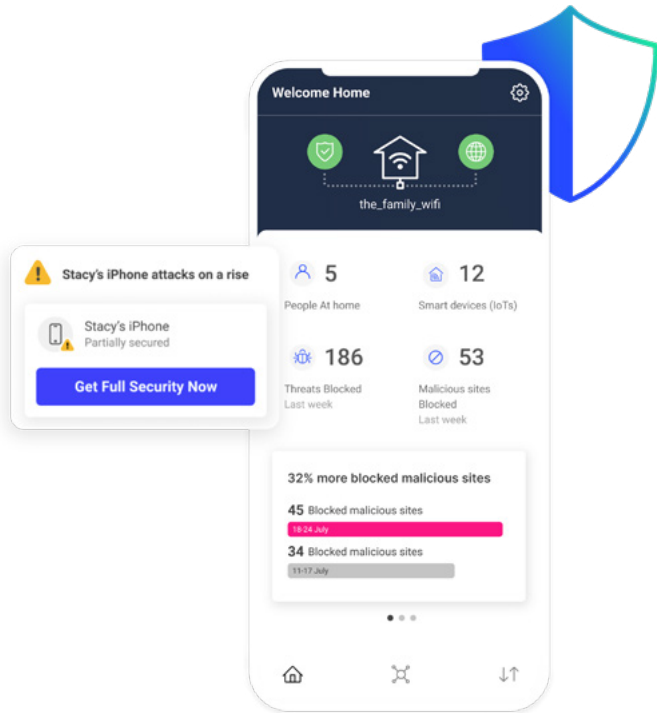 Welcome Home
the_family_wifi
Stacy's iPhone attacks on a rise
Stacy's iPhone
Partially secured
Get Full Security Now
5
People At home
12
Smart devices (IoTs)
186
Threats Blocked
Last week
53
Malicious sites
Blocked
Last week
32% more blocked malicious sites
45 Blocked malicious sites
18-24 July
34 Blocked malicious sites
11-17 July